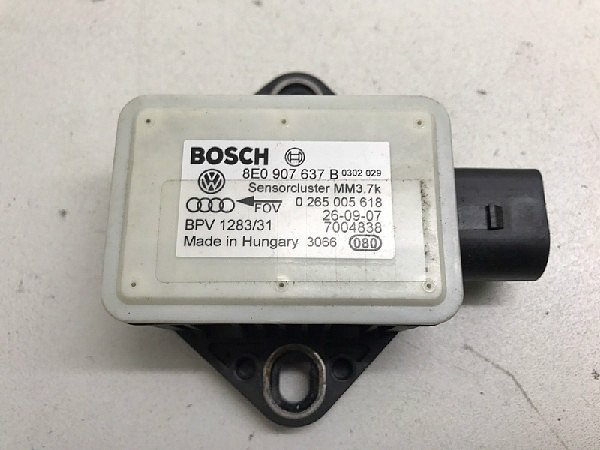 BOSCH
8E0 907 637 B 0302 029
Sensorcluster MM3.7k
FOV 0 265 005 618
26-09-07
BPV 1283/31 7004838
Made in Hungary 3066 080